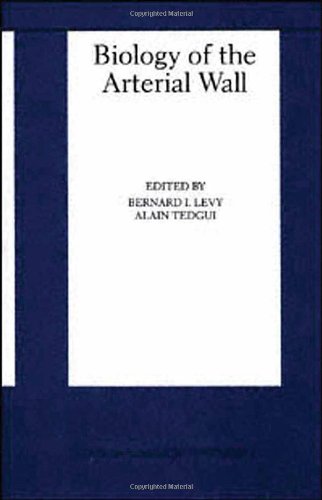 Biology of the
Arterial Wall
EDITED BY
BERNARD I. LEVY
ALAIN TEDGUI